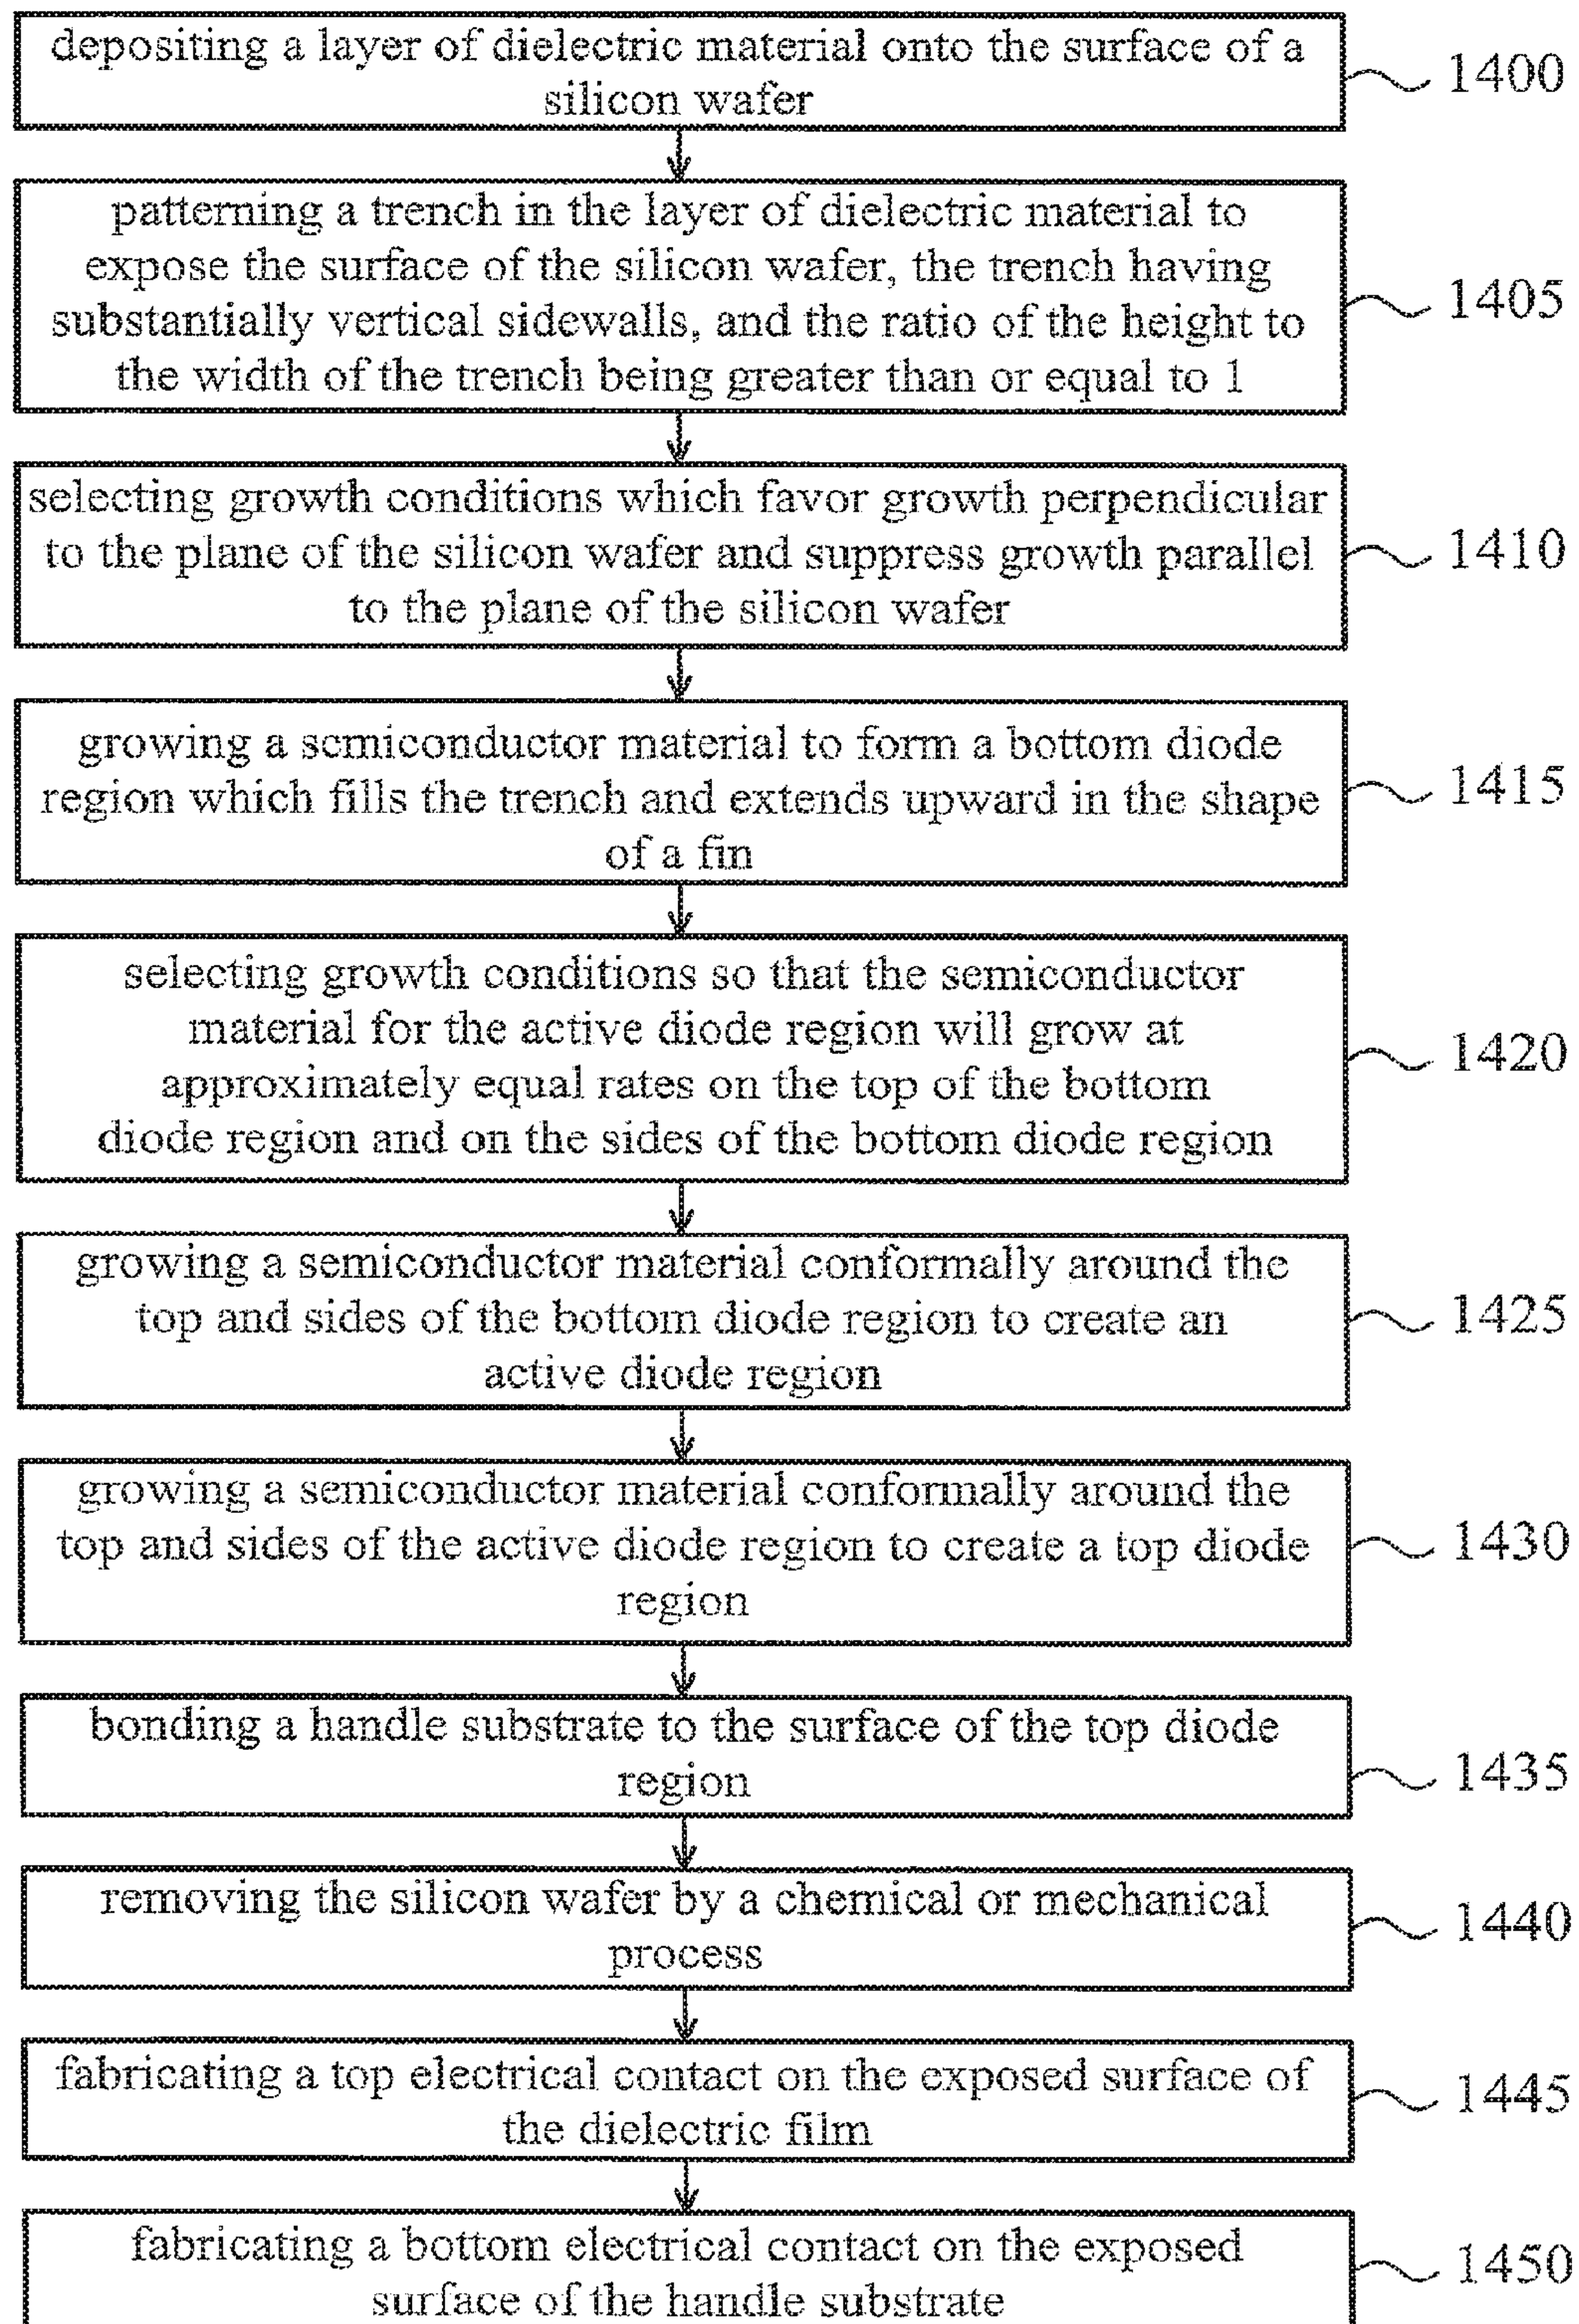 depositing a layer of dielectric material onto the surface of a
silicon wafer
1400
patterning a trench in the layer of dielectric material to
expose the surface of the silicon wafer, the trench having
substantially vertical sidewalls, and the ratio of the height to
the width of the trench being greater than or equal to 1
1405
selecting growth conditions which favor growth perpendicular
to the plane of the silicon wafer and suppress growth parallel
to the plane of the silicon wafer
1410
growing a semiconductor material to form a bottom diode
region which fills the trench and extends upward in the shape
of a fin
1415
selecting growth conditions so that the semiconductor
material for the active diode region will grow at
approximately equal rates on the top of the bottom
diode region and on the sides of the bottom diode region
1420
growing a semiconductor material conformally around the
top and sides of the bottom diode region to create an
active diode region
1425
growing a semiconductor material conformally around the
top and sides of the active diode region to create a top diode
region
1430
bonding a handle substrate to the surface of the top diode
region
1435
removing the silicon wafer by a chemical or mechanical
process
1440
fabricating a top electrical contact on the exposed surface of
the dielectric film
1445
fabricating a bottom electrical contact on the exposed
surface of the handle substrate
1450